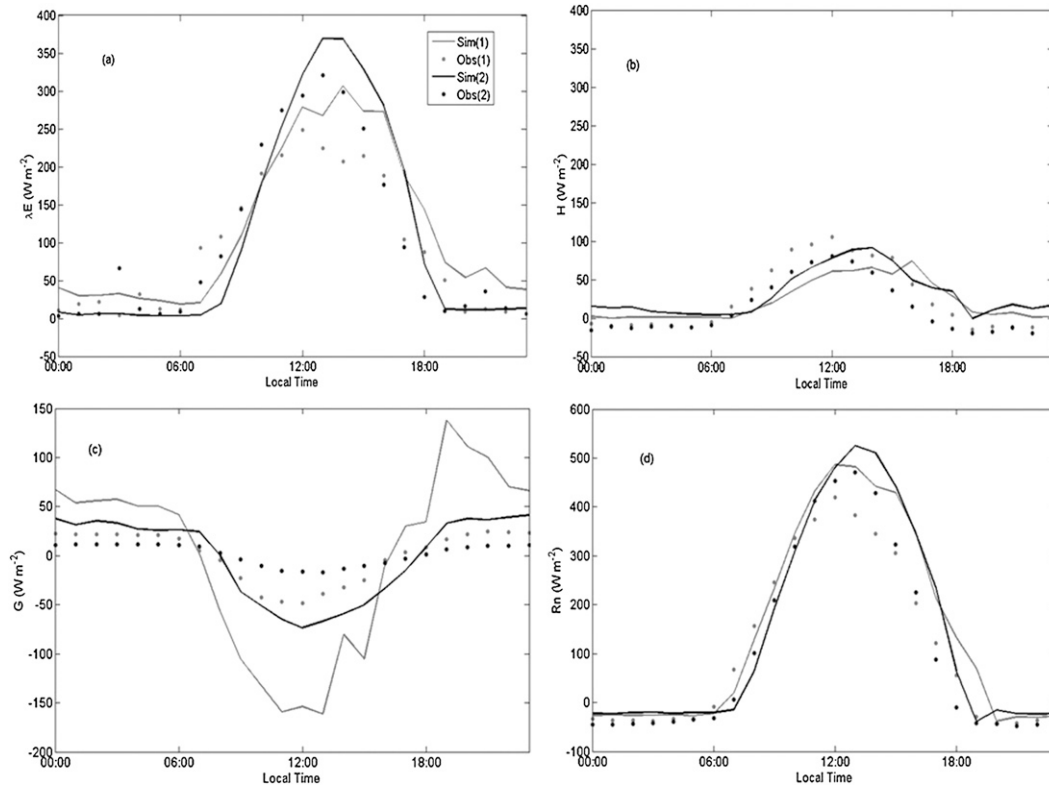 400
350
300
250
200
150
100
50
0
-50
λE (W m⁻²)
00:00 06:00 12:00 18:00
Local Time
(a)
Sim(1)
Obs(1)
Sim(2)
Obs(2)
400
350
300
250
200
150
100
50
0
-50
H (W m⁻²)
00:00 06:00 12:00 18:00
Local Time
(b)
150
100
50
0
-50
-100
-150
-200
G (W m⁻²)
00:00 06:00 12:00 18:00
Local Time
(c)
600
500
400
300
200
100
0
-100
Rn (W m⁻²)
00:00 06:00 12:00 18:00
Local Time
(d)